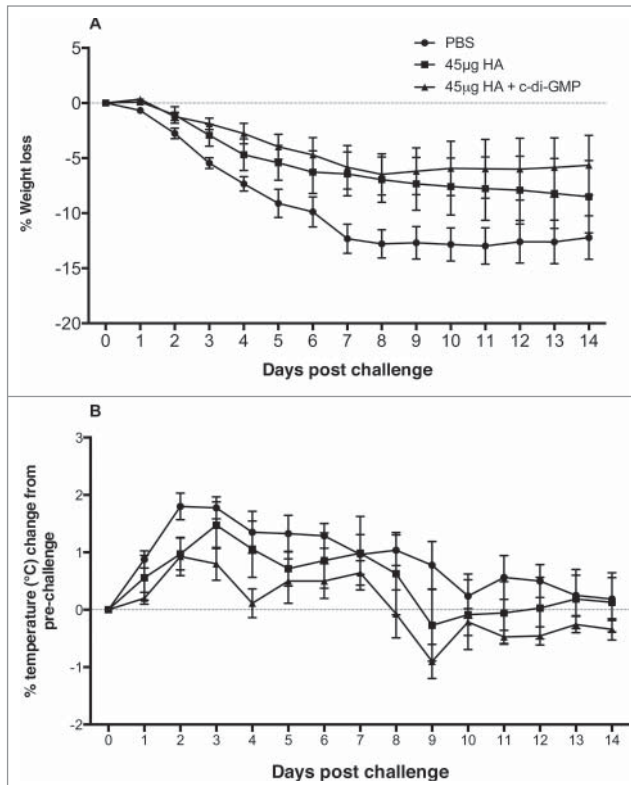 A
PBS
45µg HA
45µg HA + c-di-GMP
5
0
-5
-10
-15
-20
% Weight loss
0 1 2 3 4 5 6 7 8 9 10 11 12 13 14
Days post challenge
B
3
2
1
0
-1
-2
% temperature (°C) change from
pre-challenge
0 1 2 3 4 5 6 7 8 9 10 11 12 13 14
Days post challenge